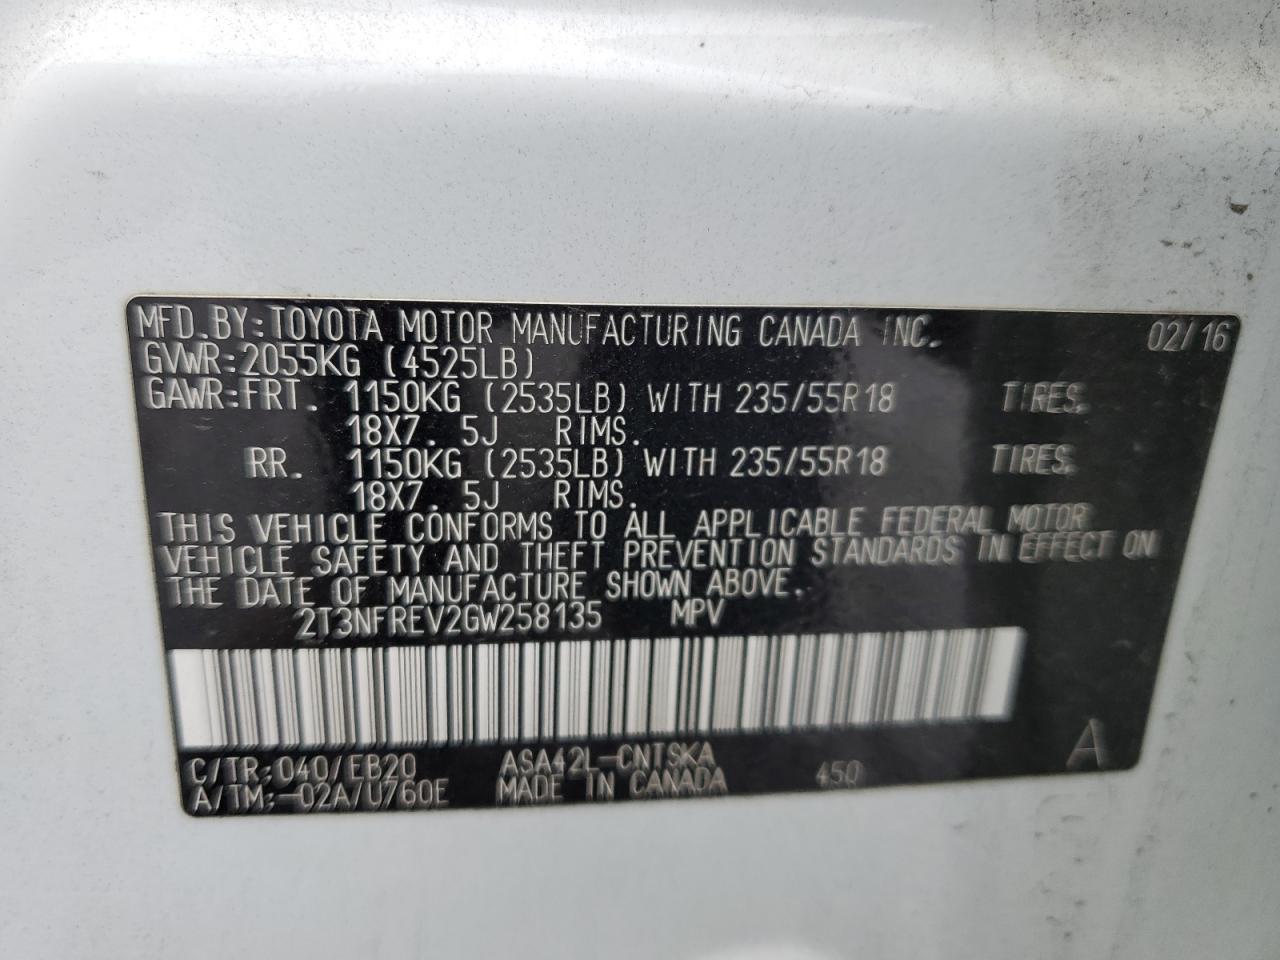 MFD.BY:TOYOTA MOTOR MANUFACTURING CANADA INC. 02/16
GVWR:2055KG (4525LB)
GAWR:FRT. 1150KG (2535LB) WITH 235/55R18 TIRES.
18X7. 5J RIMS.
RR. 1150KG (2535LB) WITH 235/55R18 TIRES.
18X7. 5J RIMS.
THIS VEHICLE CONFORMS TO ALL APPLICABLE FEDERAL MOTOR
VEHICLE SAFETY AND THEFT PREVENTION STANDARDS IN EFFECT ON
THE DATE OF MANUFACTURE SHOWN ABOVE.
2T3NFREV2GW258135 MPV
C/TR:040/EB20 ASA42L-CNTSKA 450 A
A/TM:-02A/U760E MADE IN CANADA